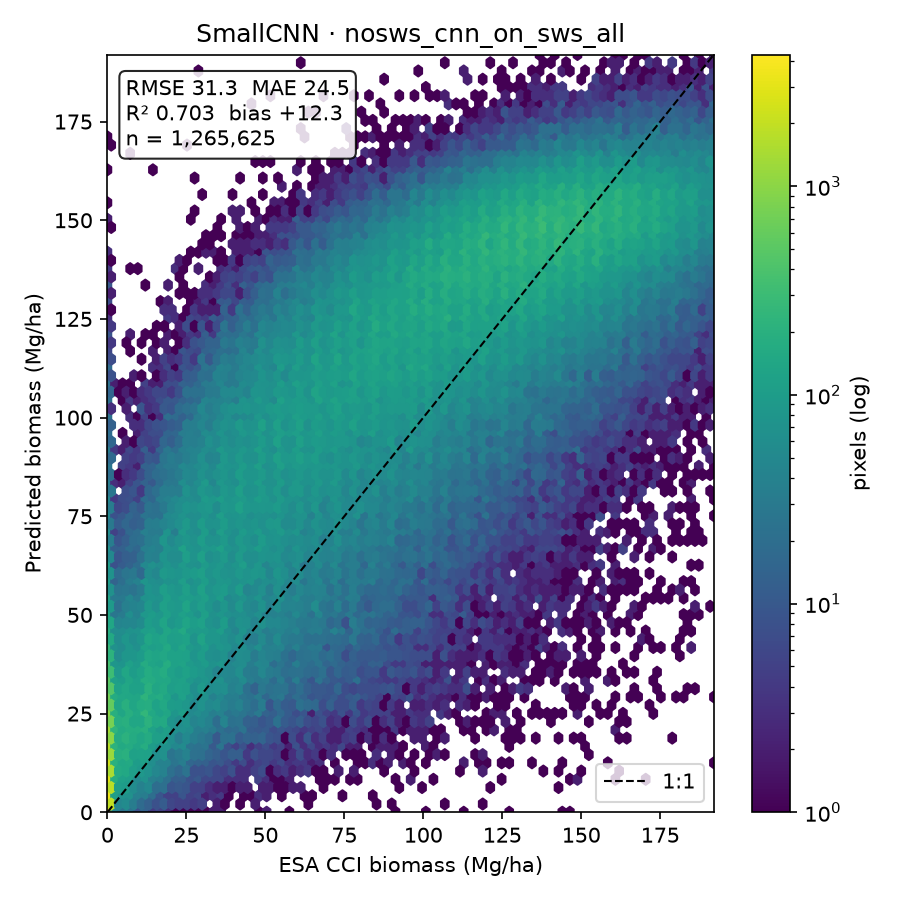 SmallCNN · nosws_cnn_on_sws_all
RMSE 31.3  MAE 24.5
R² 0.703  bias +12.3
n = 1,265,625
Predicted biomass (Mg/ha)
175
150
125
100
75
50
25
0
0 25 50 75 100 125 150 175
ESA CCI biomass (Mg/ha)
1:1
10³
10²
10¹
10⁰
pixels (log)